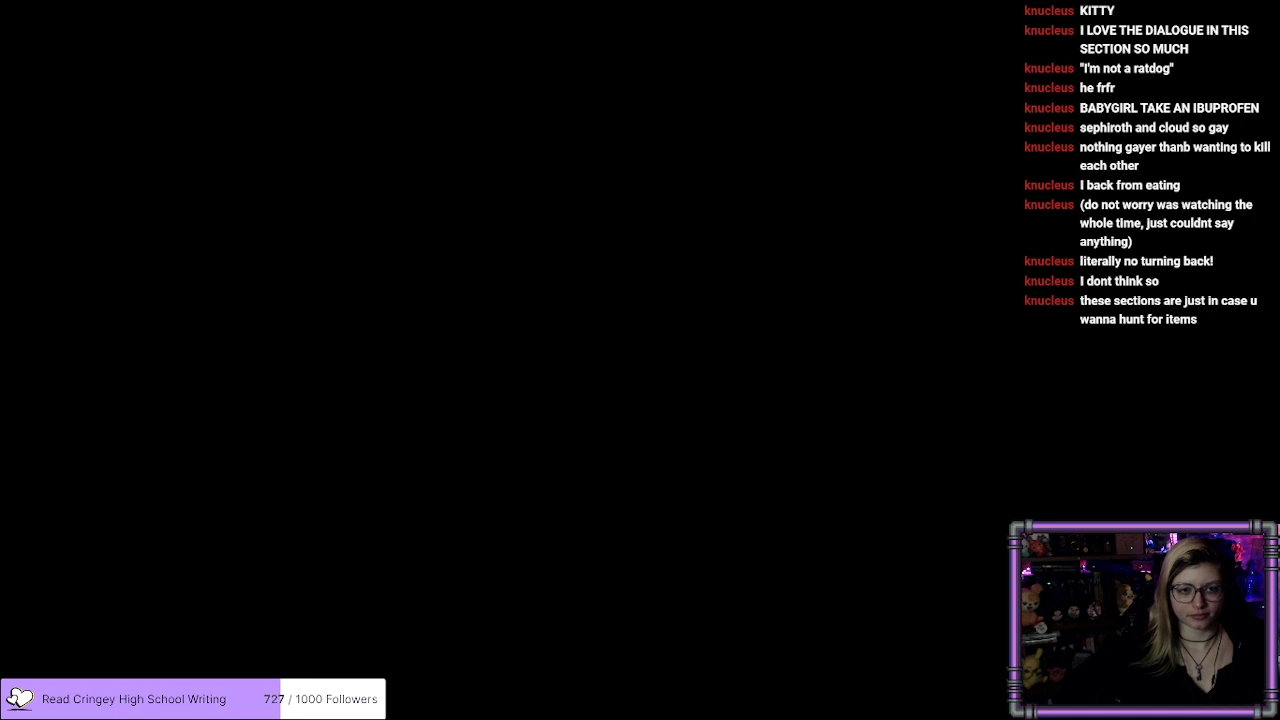 knucleus KITTY
knucleus I LOVE THE DIALOGUE IN THIS
SECTION SO MUCH
knucleus "I'm not a ratdog"
knucleus he frfr
knucleus BABYGIRL TAKE AN IBUPROFEN
knucleus sephiroth and cloud so gay
knucleus nothing gayer thanb wanting to kill
each other
knucleus I back from eating
knucleus (do not worry was watching the
whole time, just couldnt say
anything)
knucleus literally no turning back!
knucleus I dont think so
knucleus these sections are just in case u
wanna hunt for items
Read Cringey High School Writing 727 / 1000 Followers